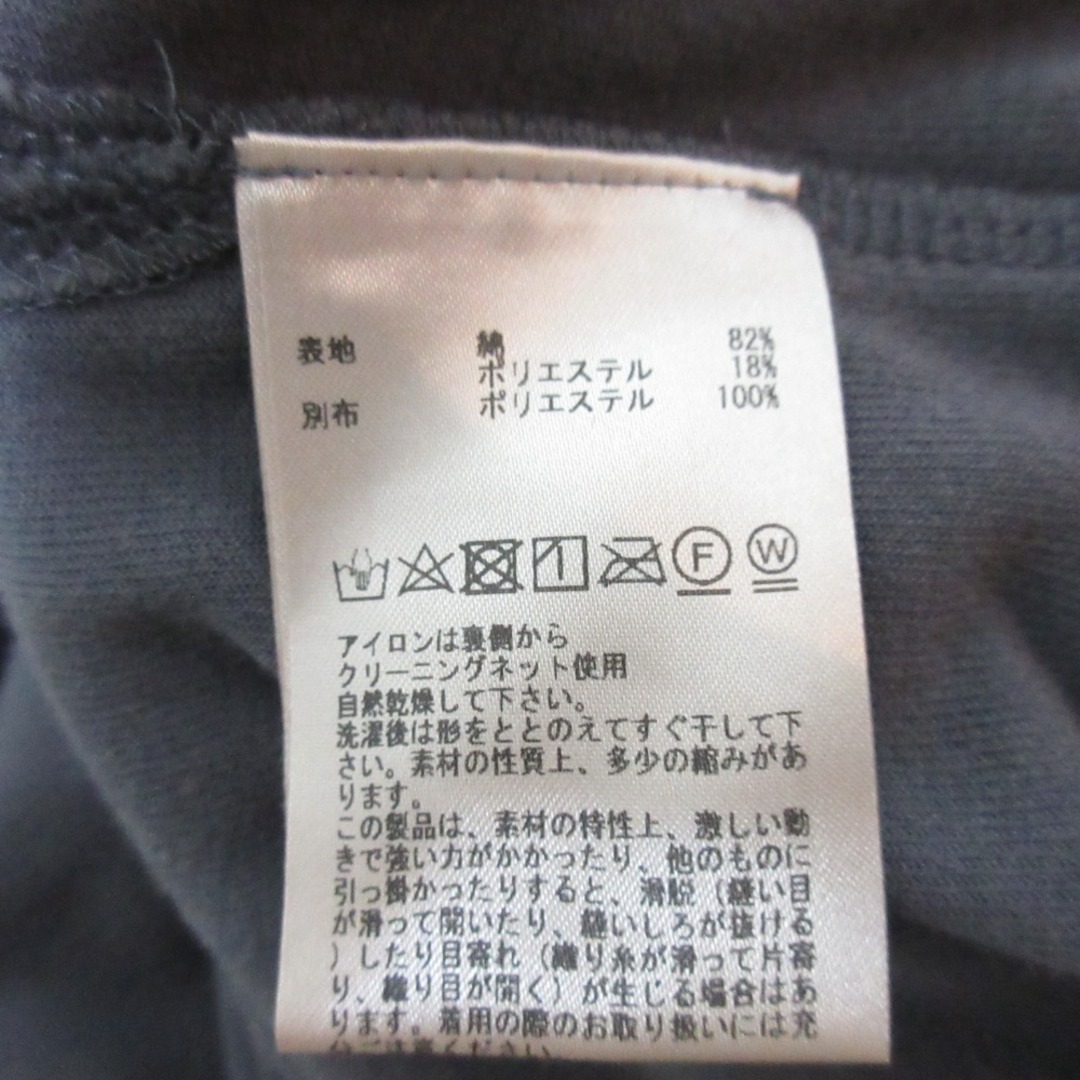 表地 綿 82%
ポリエステル 18%
別布 ポリエステル 100%
F W
アイロンは裏側から
クリーニングネット使用
自然乾燥して下さい。
洗濯後は形をととのえてすぐ干して下
さい。素材の性質上、多少の縮みがあ
ります。
この製品は、素材の特性上、激しい動
きで強い力がかかったり、他のものに
引っ掛かったりすると、滑脱（縫い目
が滑って開いたり、縫いしろが抜ける
）したり目寄れ（織り糸が滑って片寄
り、織り目が開く）が生じる場合はあ
ります。着用の際のお取り扱いには充
分ご注意ください。